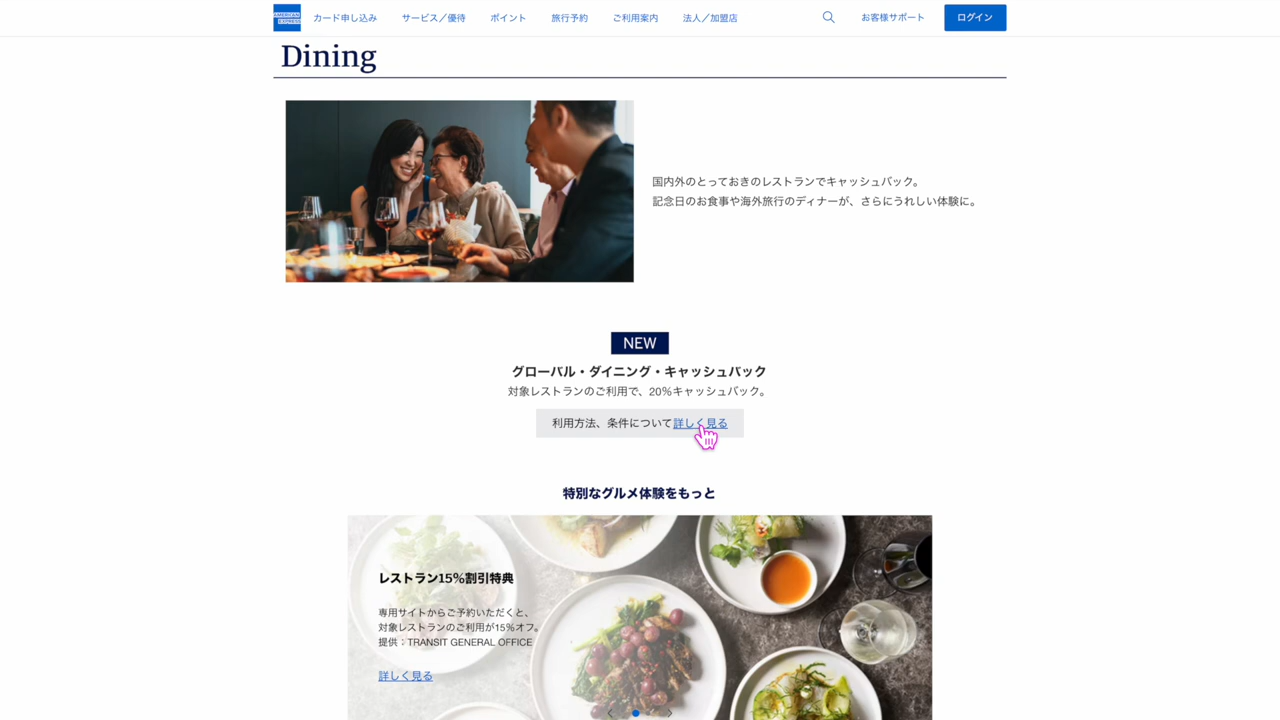 AMERICAN EXPRESS
カード申し込み サービス／優待 ポイント 旅行予約 ご利用案内 法人／加盟店 お客様サポート ログイン
Dining
国内外のとっておきのレストランでキャッシュバック。
記念日のお食事や海外旅行のディナーが、さらにうれしい体験に。
NEW
グローバル・ダイニング・キャッシュバック
対象レストランのご利用で、20%キャッシュバック。
利用方法、条件について詳しく見る
特別なグルメ体験をもっと
レストラン15%割引特典
専用サイトからご予約いただくと、
対象レストランのご利用が15%オフ。
提供：TRANSIT GENERAL OFFICE
詳しく見る